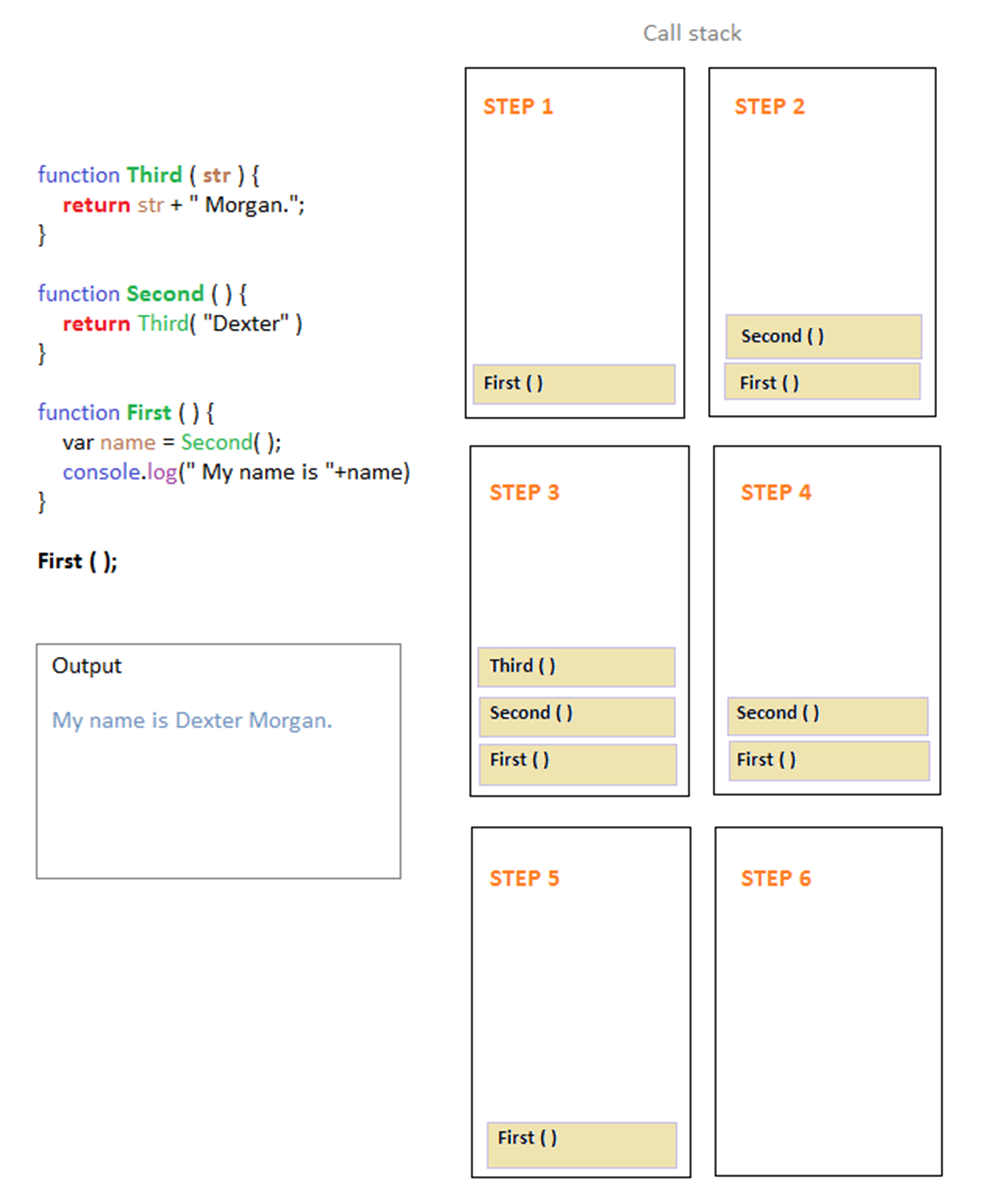 Call stack
function Third ( str ) {
return str + " Morgan.";
}
function Second ( ) {
return Third( "Dexter" )
}
function First ( ) {
var name = Second( );
console.log(" My name is "+name)
}
First ( );
Output
My name is Dexter Morgan.
STEP 1
First ( )
STEP 2
Second ( )
First ( )
STEP 3
Third ( )
Second ( )
First ( )
STEP 4
Second ( )
First ( )
STEP 5
First ( )
STEP 6